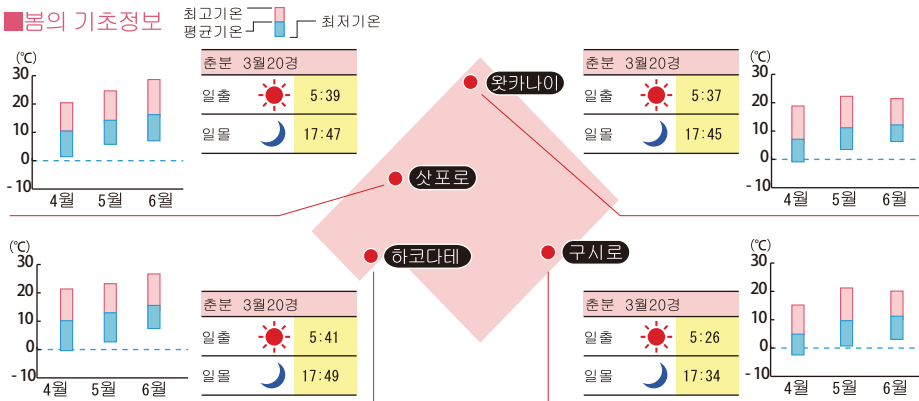 ■봄의 기초정보
최고기온
평균기온
최저기온
(℃)
30
20
10
0
-10
4월 5월 6월
춘분 3월20경
일출 5:39
일몰 17:47
왓카나이
춘분 3월20경
일출 5:37
일몰 17:45
(℃)
30
20
10
0
-10
4월 5월 6월
삿포로
하코다테
구시로
(℃)
30
20
10
0
-10
4월 5월 6월
춘분 3월20경
일출 5:41
일몰 17:49
춘분 3월20경
일출 5:26
일몰 17:34
(℃)
30
20
10
0
-10
4월 5월 6월